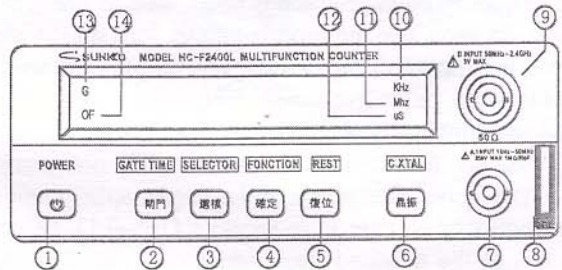 ⑬ ⑭ ⑫ ⑪ ⑩ ⑨
SUNKKO MODEL HC-F2400L MULTIFUNCTION COUNTER
B INPUT 50MHz-2.4GHz
3V MAX
G
OF
KHz
Mhz
uS
50Ω
A INPUT 1Hz-50MHz
POWER GATE TIME SELECTOR FONCTION REST C.XTAL
閘門 選擇 確定 復位 晶振
① ② ③ ④ ⑤ ⑥ ⑦ ⑧